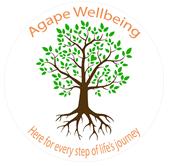 Agape Wellbeing
Here for every step of life's journey